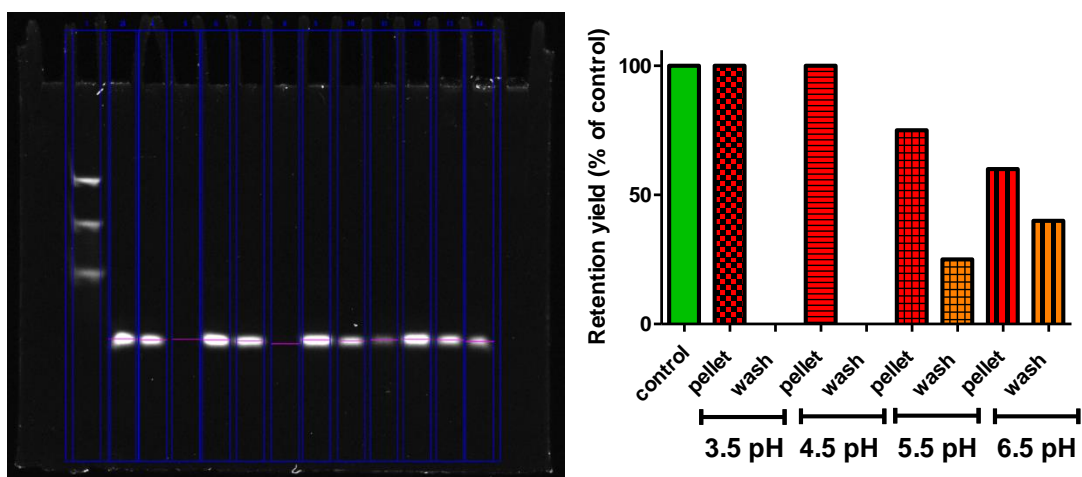 Retention yield (% of control)
100
50
0
control
pellet
wash
pellet
wash
pellet
wash
pellet
wash
3.5 pH
4.5 pH
5.5 pH
6.5 pH